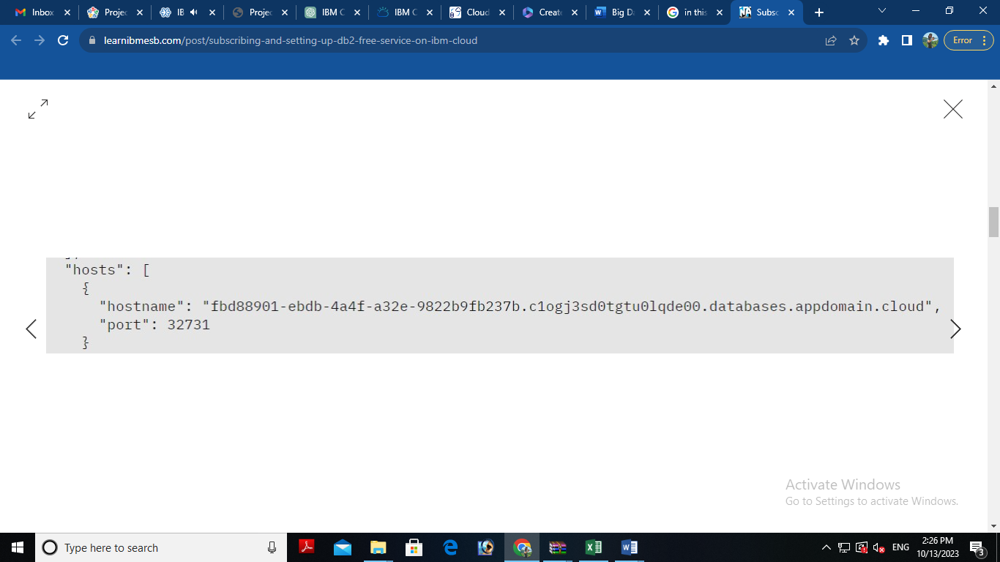 Inbox
Projec
IB
Projec
IBM C
IBM C
Cloud
Creat
Big D
in this
Subsc
learnibmesb.com/post/subscribing-and-setting-up-db2-free-service-on-ibm-cloud
Error
"hosts": [
{
"hostname": "fbd88901-ebdb-4a4f-a32e-9822b9fb237b.c1ogj3sd0tgtu0lqde00.databases.appdomain.cloud",
"port": 32731
}
Activate Windows
Go to Settings to activate Windows.
Type here to search
ENG
2:26 PM
10/13/2023
3